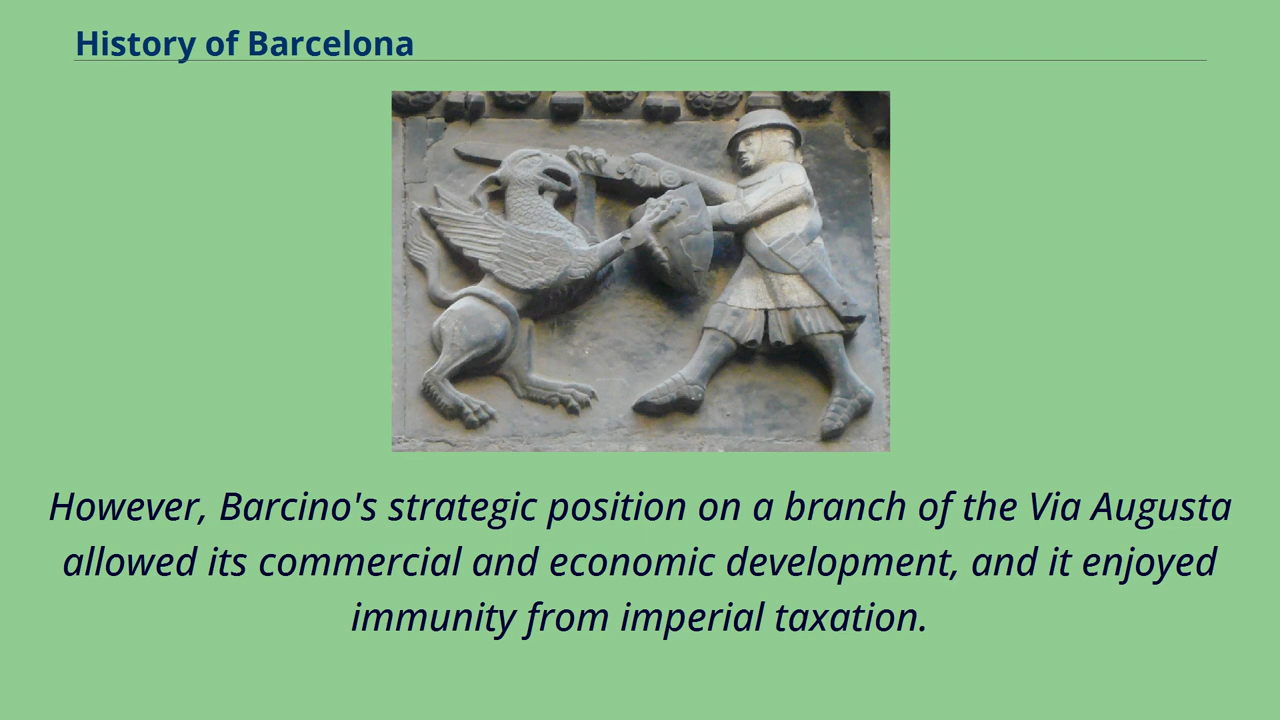 History of Barcelona
However, Barcino's strategic position on a branch of the Via Augusta
allowed its commercial and economic development, and it enjoyed
immunity from imperial taxation.